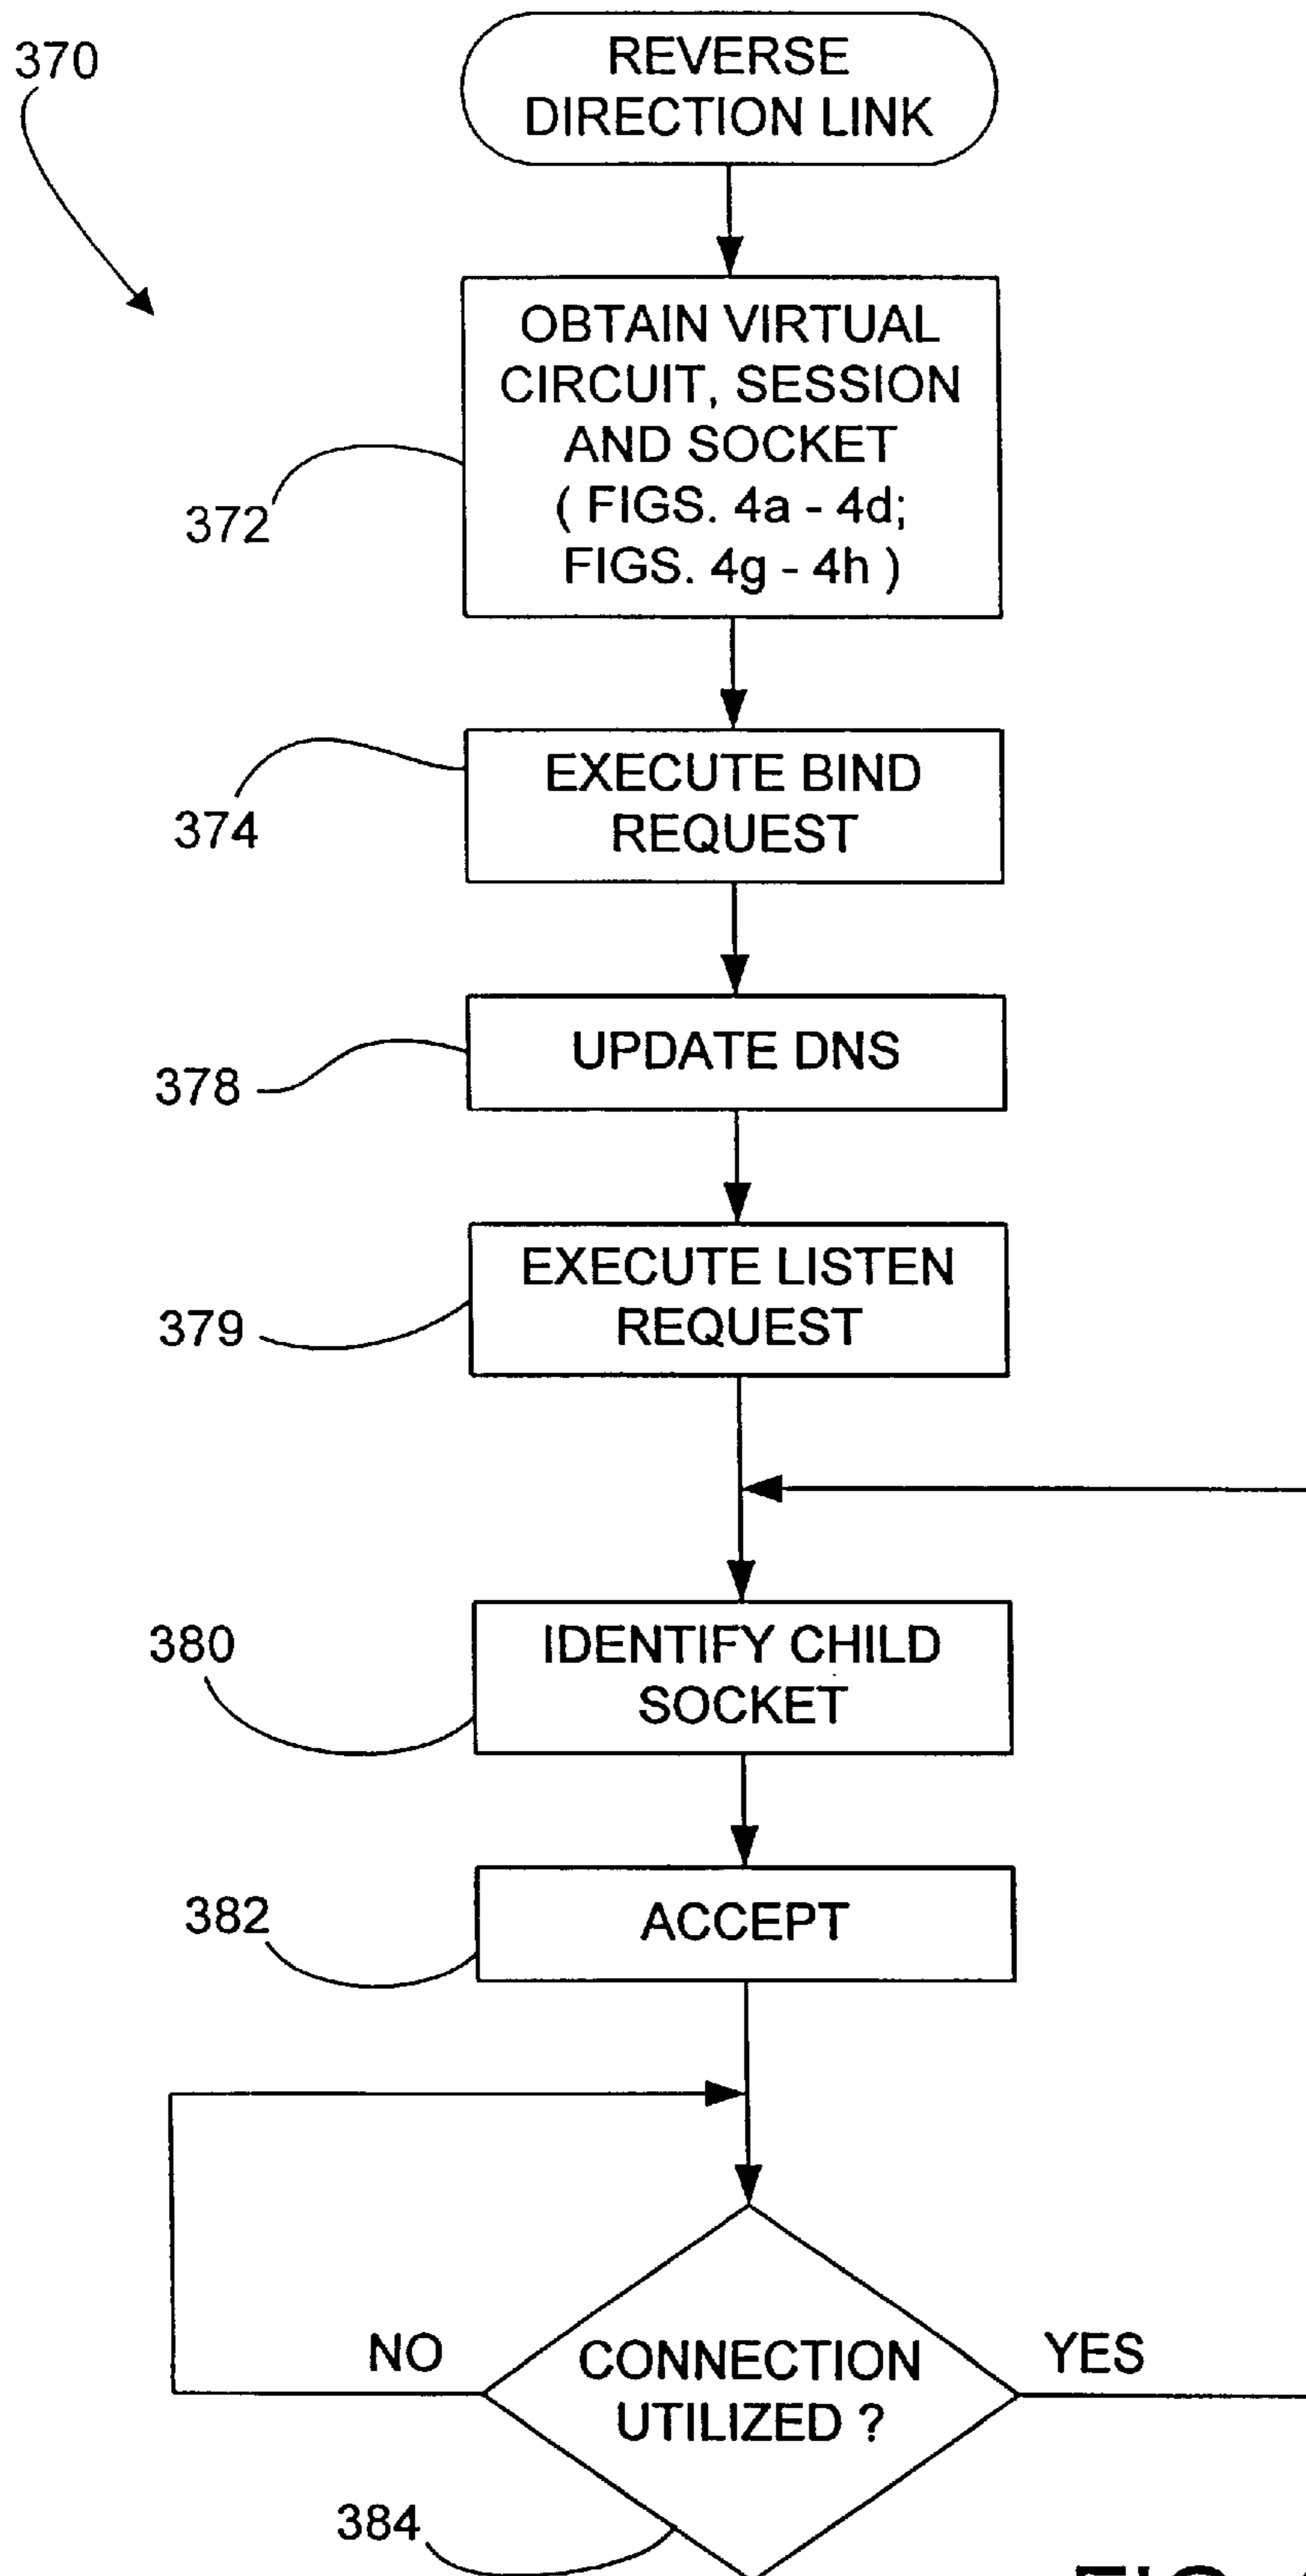 370
REVERSE
DIRECTION LINK
OBTAIN VIRTUAL
CIRCUIT, SESSION
AND SOCKET
( FIGS. 4a - 4d;
FIGS. 4g - 4h )
372
EXECUTE BIND
REQUEST
374
UPDATE DNS
378
EXECUTE LISTEN
REQUEST
379
380
IDENTIFY CHILD
SOCKET
382
ACCEPT
NO
CONNECTION
UTILIZED ?
YES
384